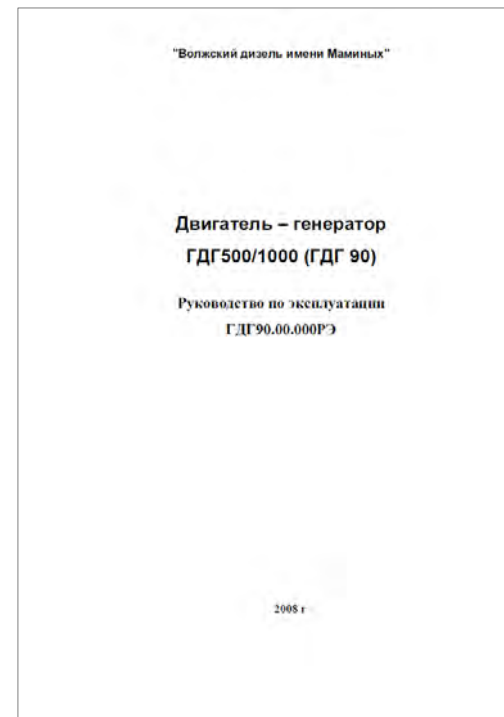 "Волжский дизель имени Маминых"
Двигатель – генератор
ГДГ500/1000 (ГДГ 90)
Руководство по эксплуатации
ГДГ90.00.000РЭ
2008 г